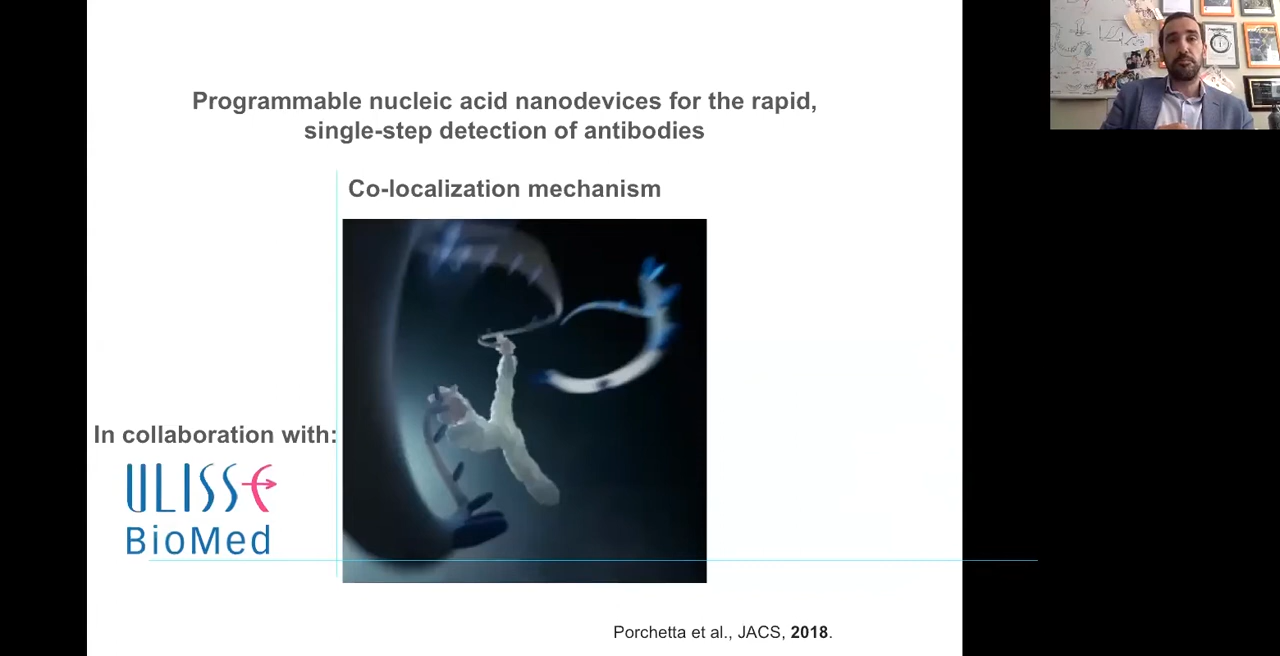 Programmable nucleic acid nanodevices for the rapid,
single-step detection of antibodies
Co-localization mechanism
In collaboration with:
ULISSE
BioMed
Porchetta et al., JACS, 2018.